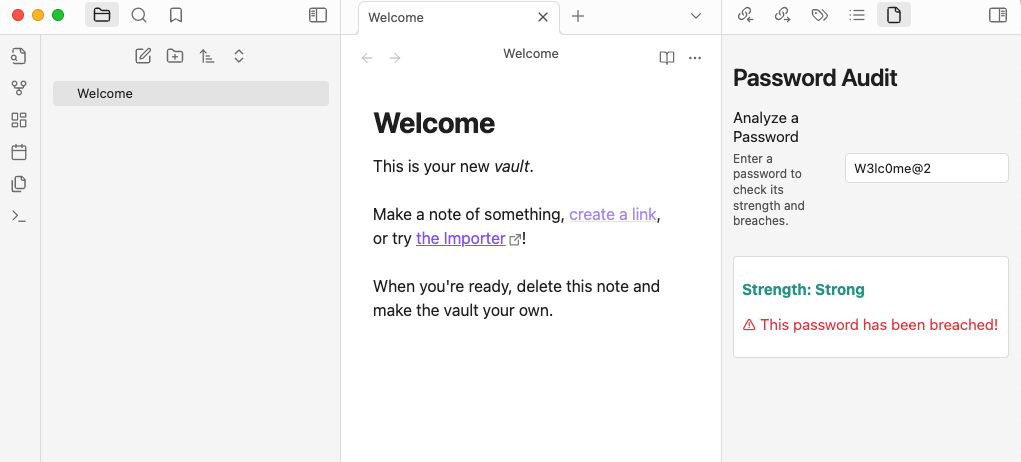 Welcome
Welcome
Welcome
Welcome
This is your new vault.
Make a note of something, create a link,
or try the Importer!
When you're ready, delete this note and
make the vault your own.
Password Audit
Analyze a
Password
Enter a
password to
check its
strength and
breaches.
W3lc0me@2
Strength: Strong
This password has been breached!